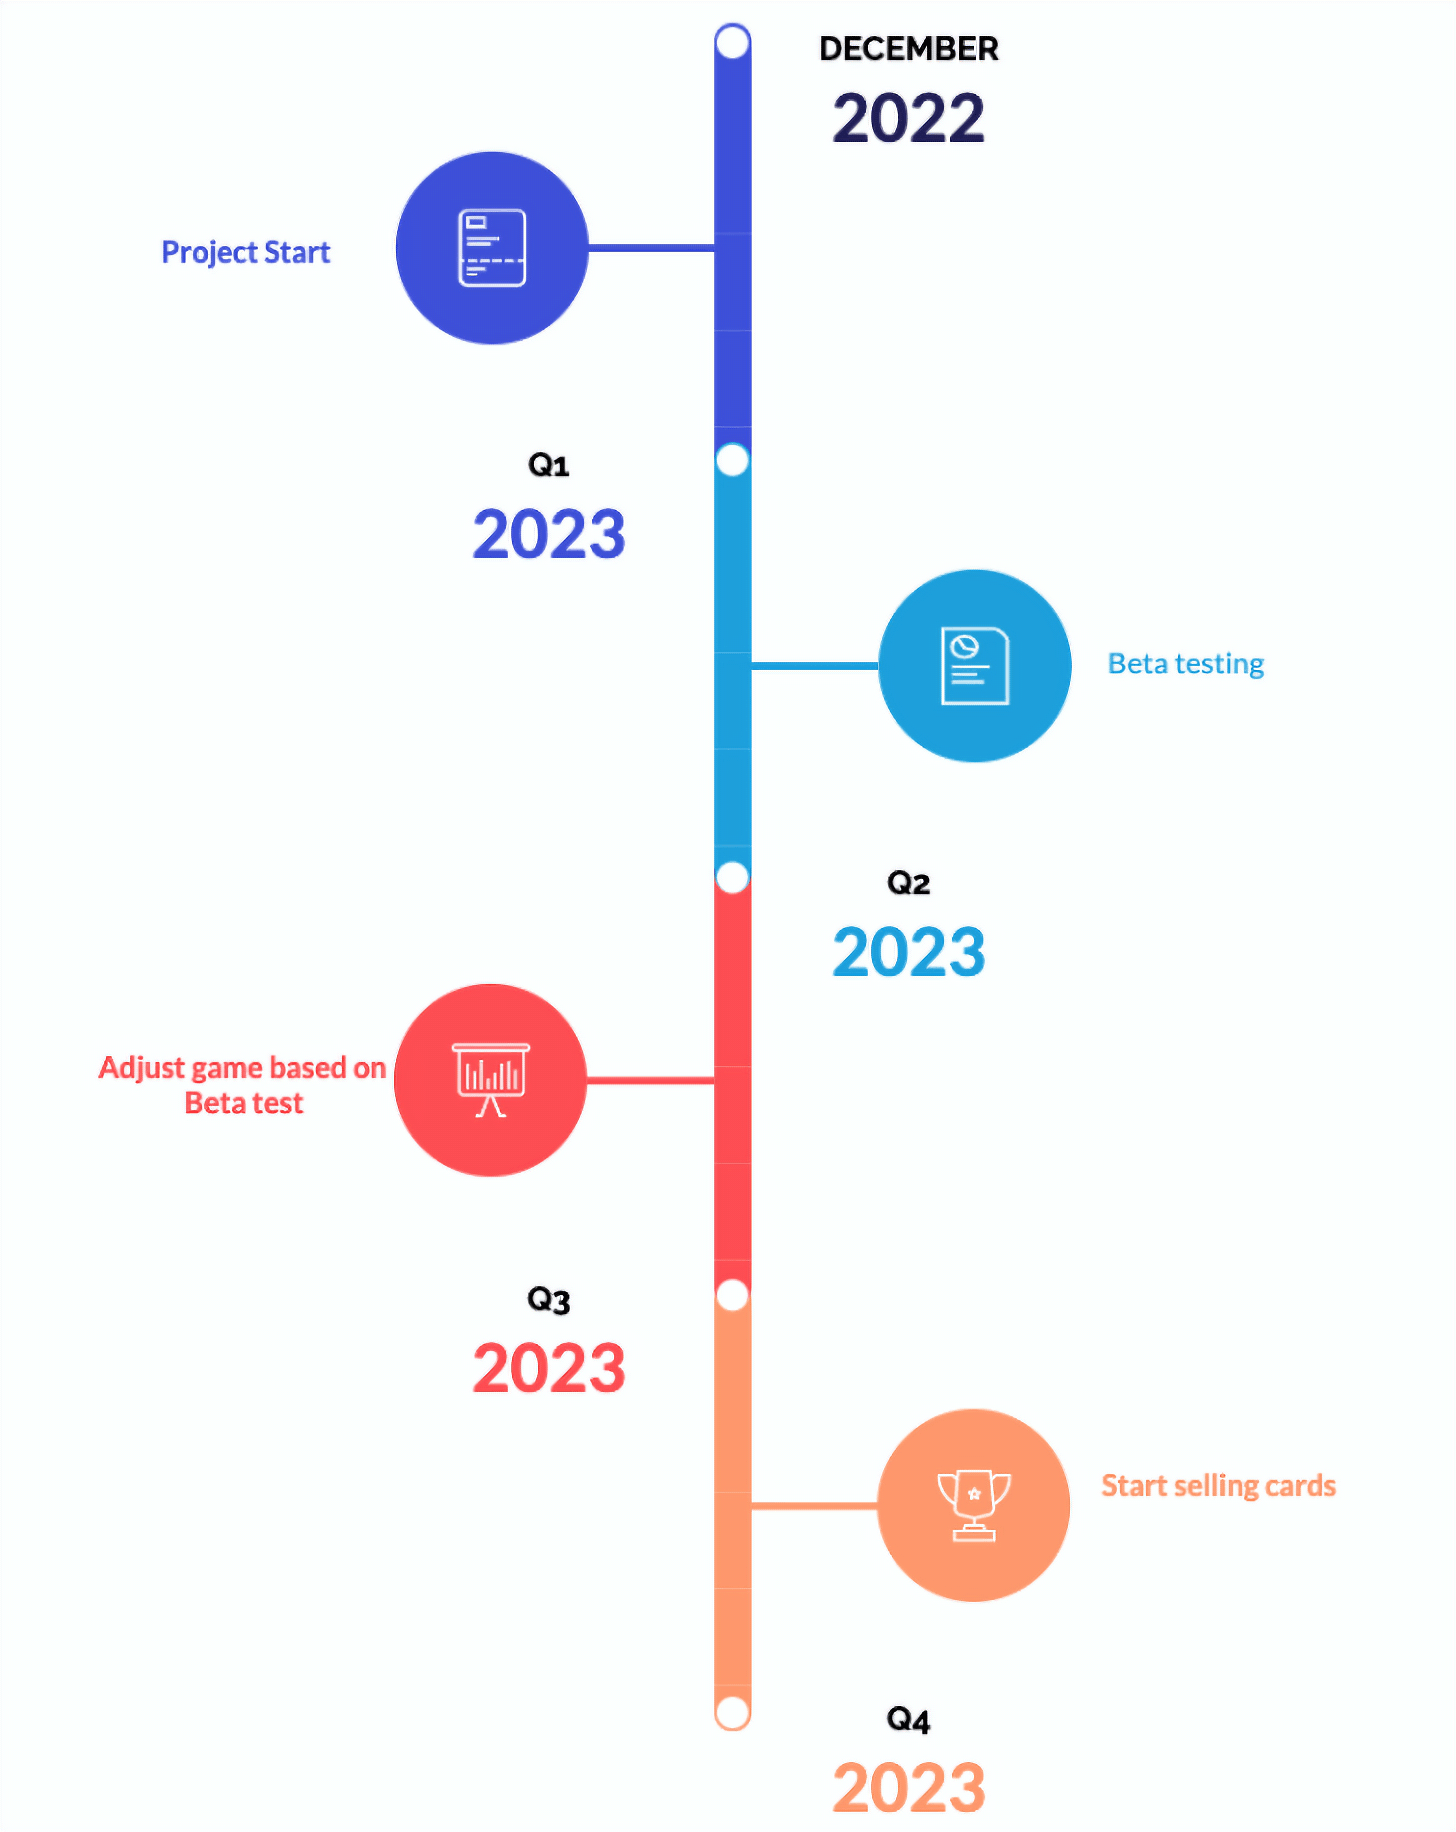 DECEMBER
2022
Project Start
Q1
2023
Beta testing
Q2
2023
Adjust game based on
Beta test
Q3
2023
Start selling cards
Q4
2023